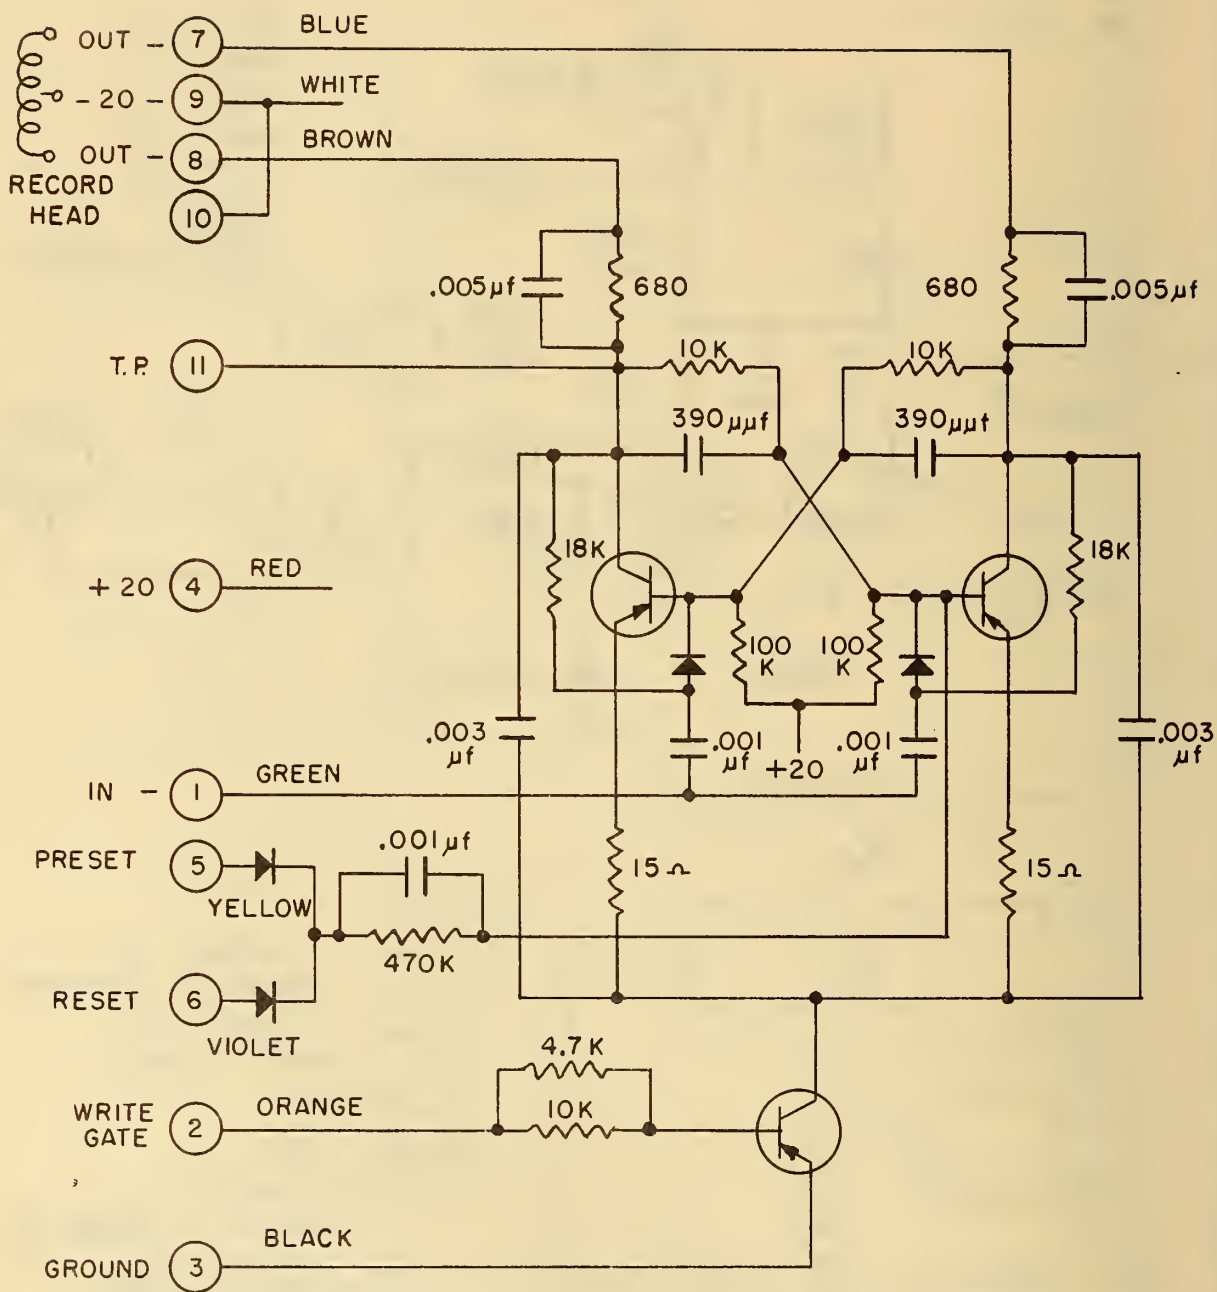 OUT - 7 BLUE
- 20 - 9 WHITE
OUT - 8 BROWN
RECORD HEAD
10
.005µf 680
680 .005µf
T.P. 11 10K 10K
390µµf 390µµf
18K 18K
+20 4 RED
100 K 100 K
.003 µf .001 µf +20 .001 µf .003 µf
IN - 1 GREEN
PRESET 5 .001µf 15Ω 15Ω
YELLOW
470K
RESET 6
VIOLET
4.7K
WRITE GATE 2 ORANGE 10K
GROUND 3 BLACK